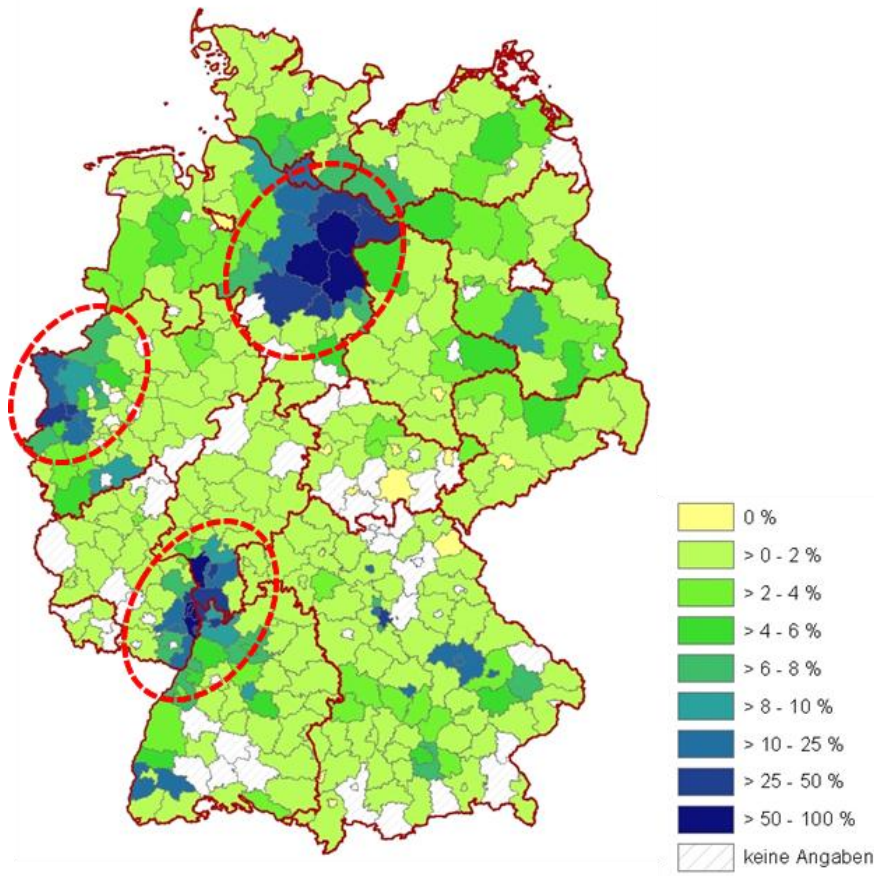 0 %
> 0 - 2 %
> 2 - 4 %
> 4 - 6 %
> 6 - 8 %
> 8 - 10 %
> 10 - 25 %
> 25 - 50 %
> 50 - 100 %
keine Angaben